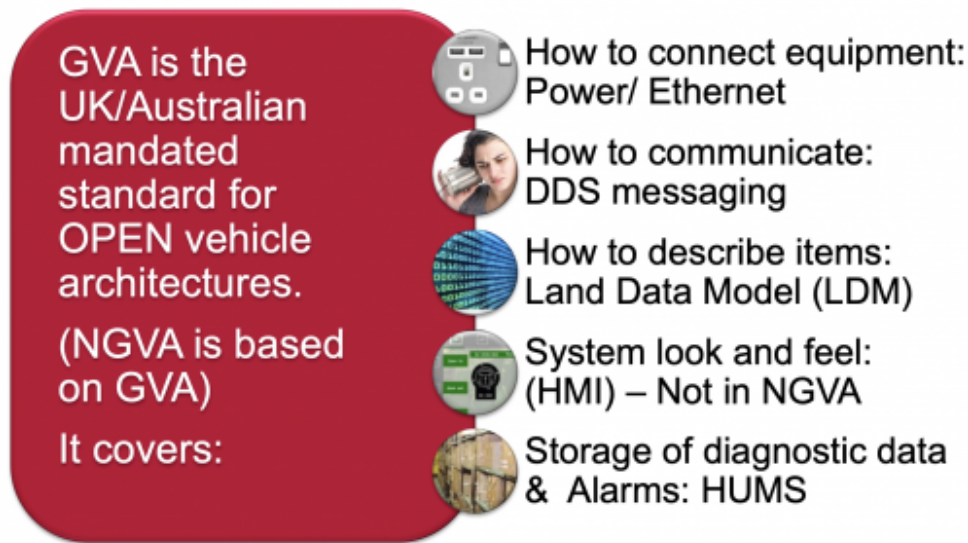 GVA is the
UK/Australian
mandated
standard for
OPEN vehicle
architectures.
(NGVA is based
on GVA)
It covers:
How to connect equipment:
Power/ Ethernet
How to communicate:
DDS messaging
How to describe items:
Land Data Model (LDM)
System look and feel:
(HMI) – Not in NGVA
Storage of diagnostic data
& Alarms: HUMS